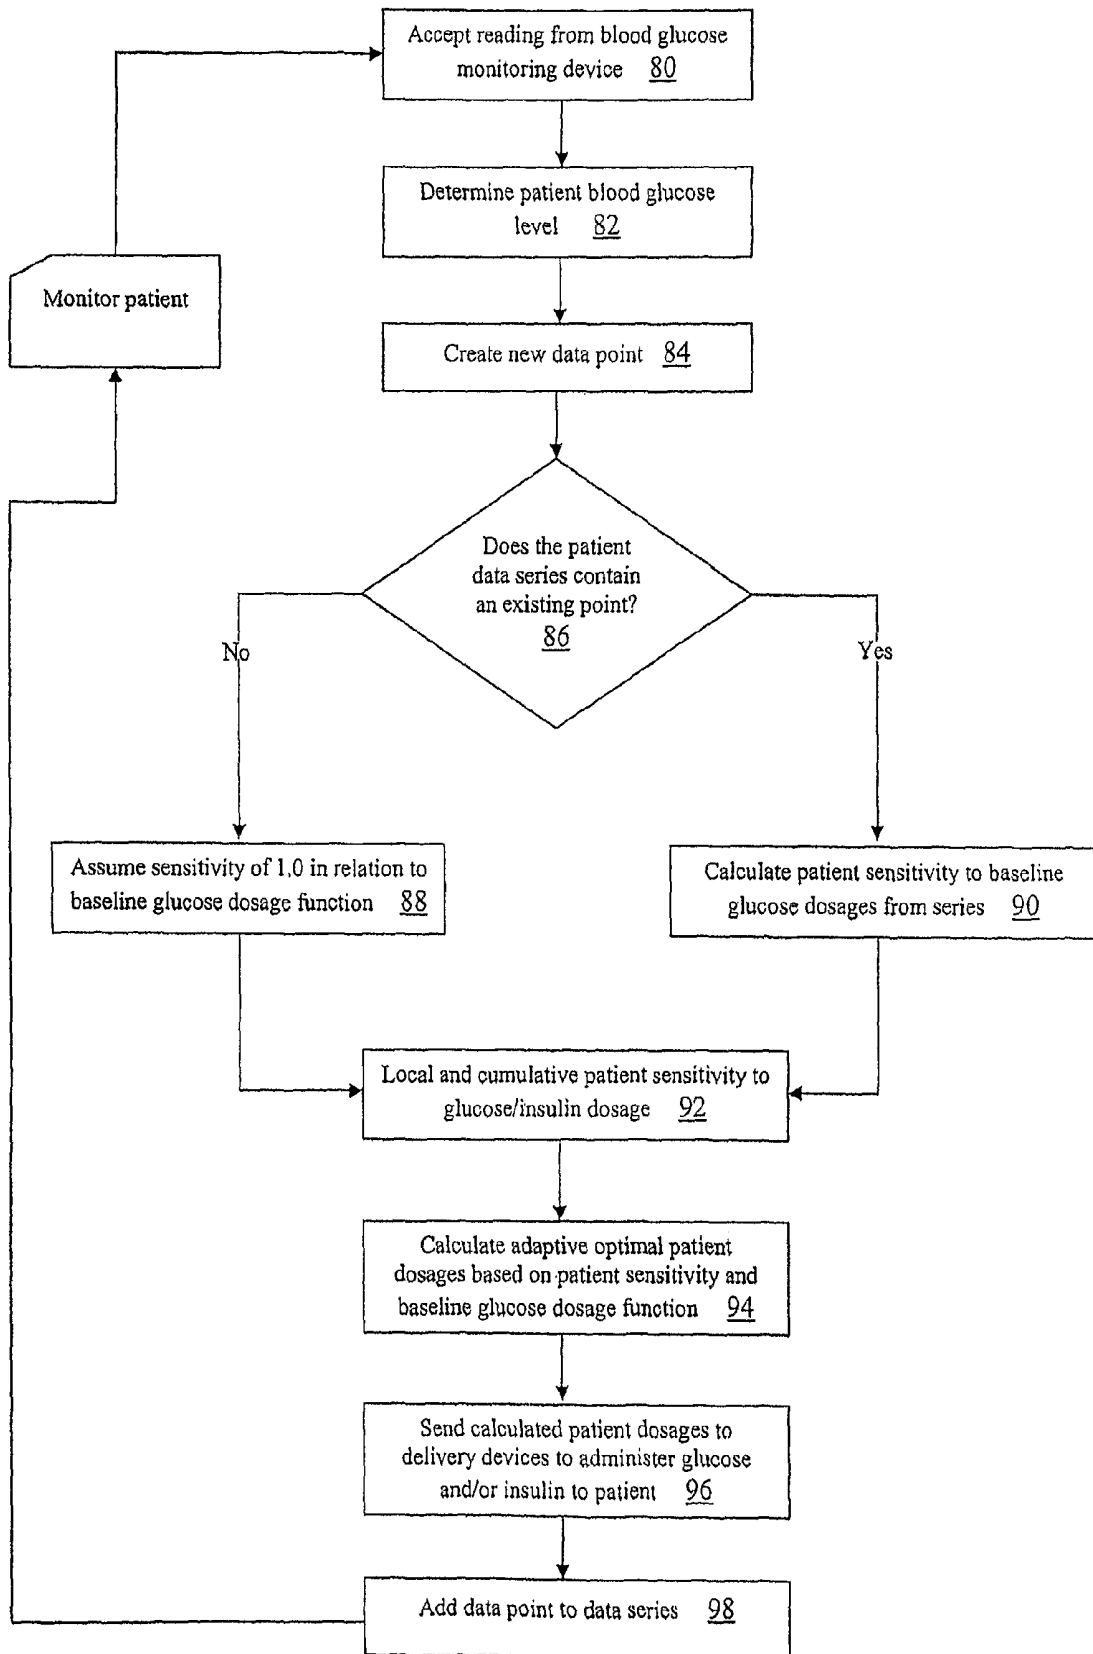 Accept reading from blood glucose
monitoring device 80
Determine patient blood glucose
level 82
Monitor patient
Create new data point 84
Does the patient
data series contain
an existing point?
86
No
Yes
Assume sensitivity of 1.0 in relation to
baseline glucose dosage function 88
Calculate patient sensitivity to baseline
glucose dosages from series 90
Local and cumulative patient sensitivity to
glucose/insulin dosage 92
Calculate adaptive optimal patient
dosages based on patient sensitivity and
baseline glucose dosage function 94
Send calculated patient dosages to
delivery devices to administer glucose
and/or insulin to patient 96
Add data point to data series 98